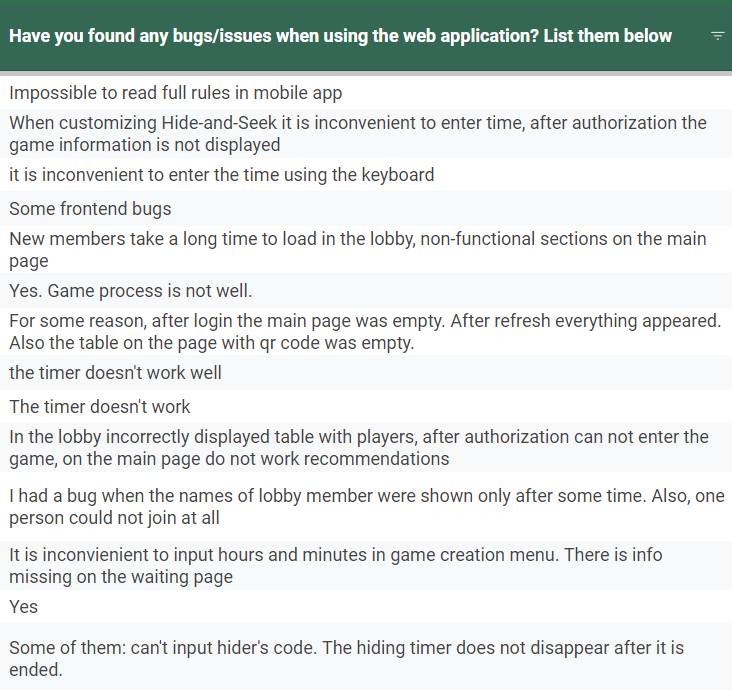 Have you found any bugs/issues when using the web application? List them below
Impossible to read full rules in mobile app
When customizing Hide-and-Seek it is inconvenient to enter time, after authorization the
game information is not displayed
it is inconvenient to enter the time using the keyboard
Some frontend bugs
New members take a long time to load in the lobby, non-functional sections on the main
page
Yes. Game process is not well.
For some reason, after login the main page was empty. After refresh everything appeared.
Also the table on the page with qr code was empty.
the timer doesn't work well
The timer doesn't work
In the lobby incorrectly displayed table with players, after authorization can not enter the
game, on the main page do not work recommendations
I had a bug when the names of lobby member were shown only after some time. Also, one
person could not join at all
It is inconvienient to input hours and minutes in game creation menu. There is info
missing on the waiting page
Yes
Some of them: can't input hider's code. The hiding timer does not disappear after it is
ended.